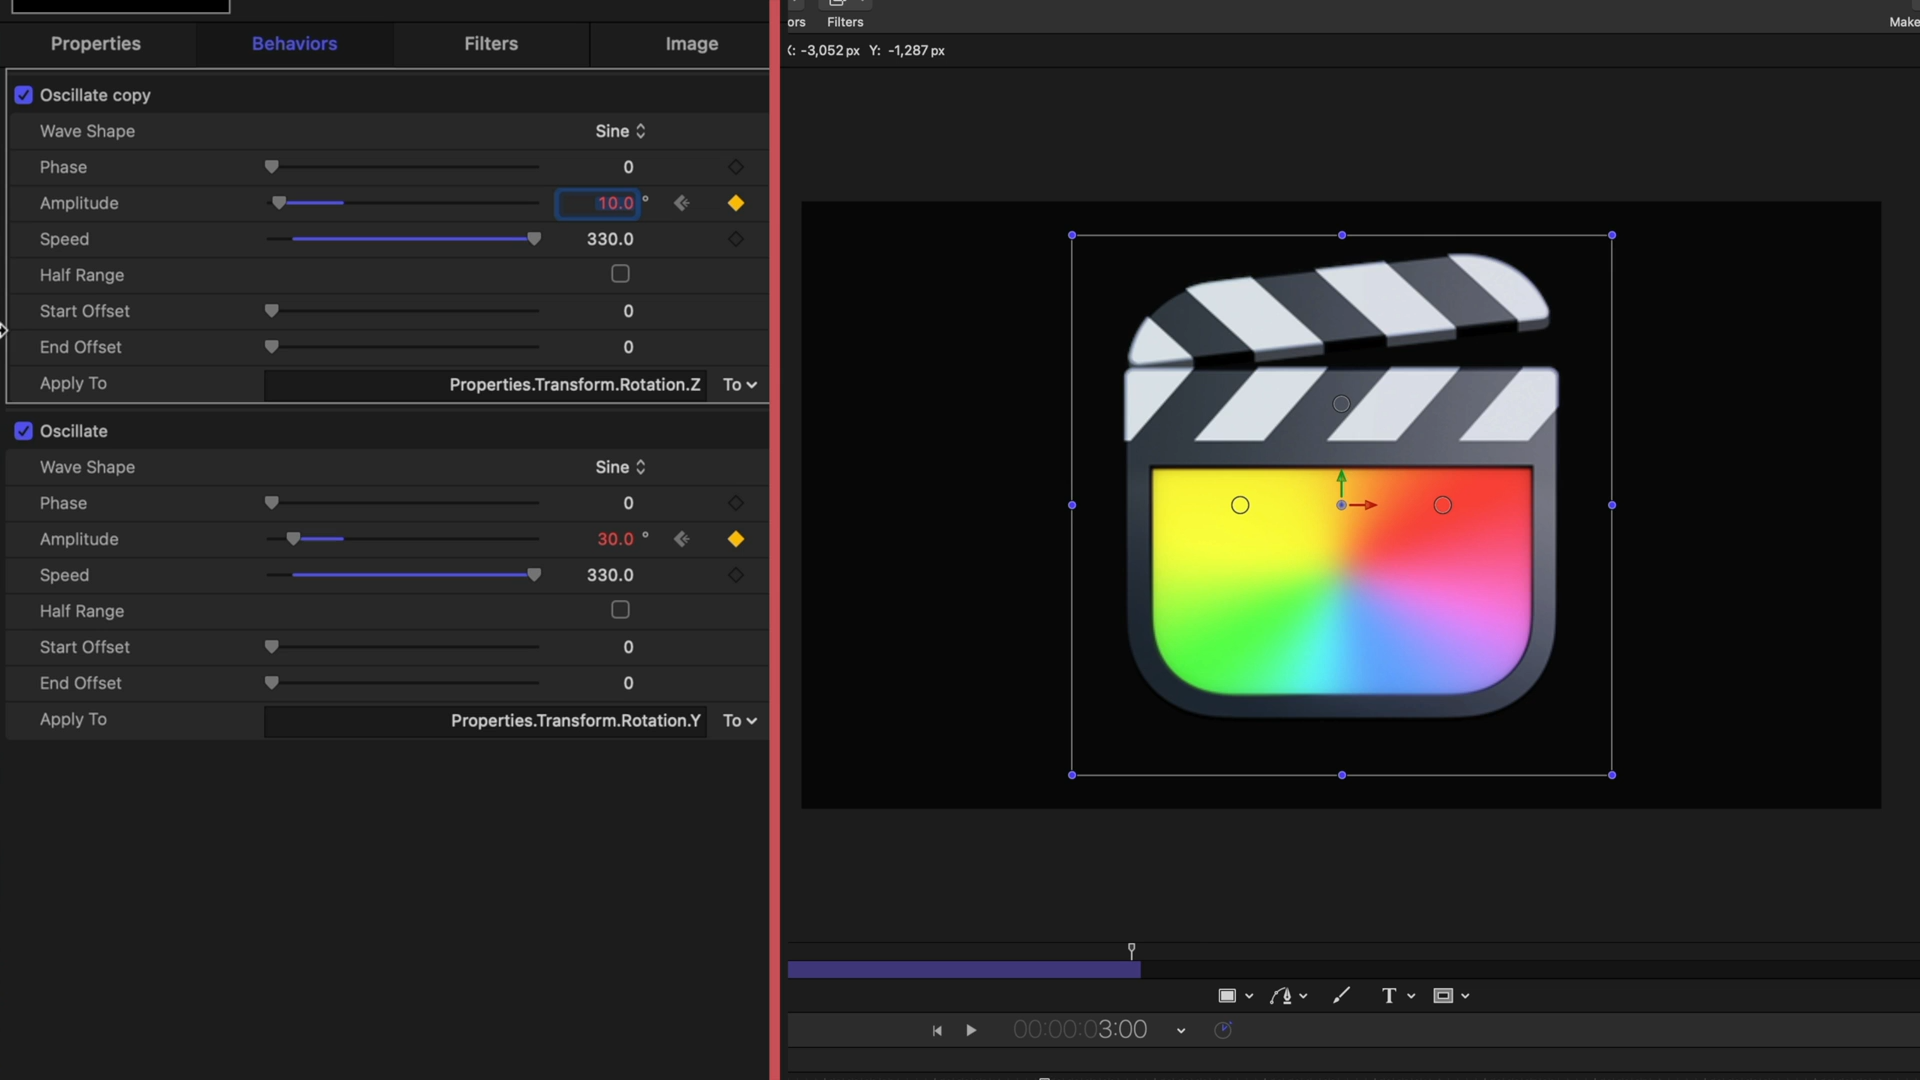 Properties
Behaviors
Filters
Image
Oscillate copy
Wave Shape
Sine
Phase
0
Amplitude
10.0 °
Speed
330.0
Half Range
Start Offset
0
End Offset
0
Apply To
Properties.Transform.Rotation.Z
To
Oscillate
Wave Shape
Sine
Phase
0
Amplitude
30.0 °
Speed
330.0
Half Range
Start Offset
0
End Offset
0
Apply To
Properties.Transform.Rotation.Y
To
ors
Filters
Make
X: -3,052 px Y: -1,287 px
T
00:00:03:00